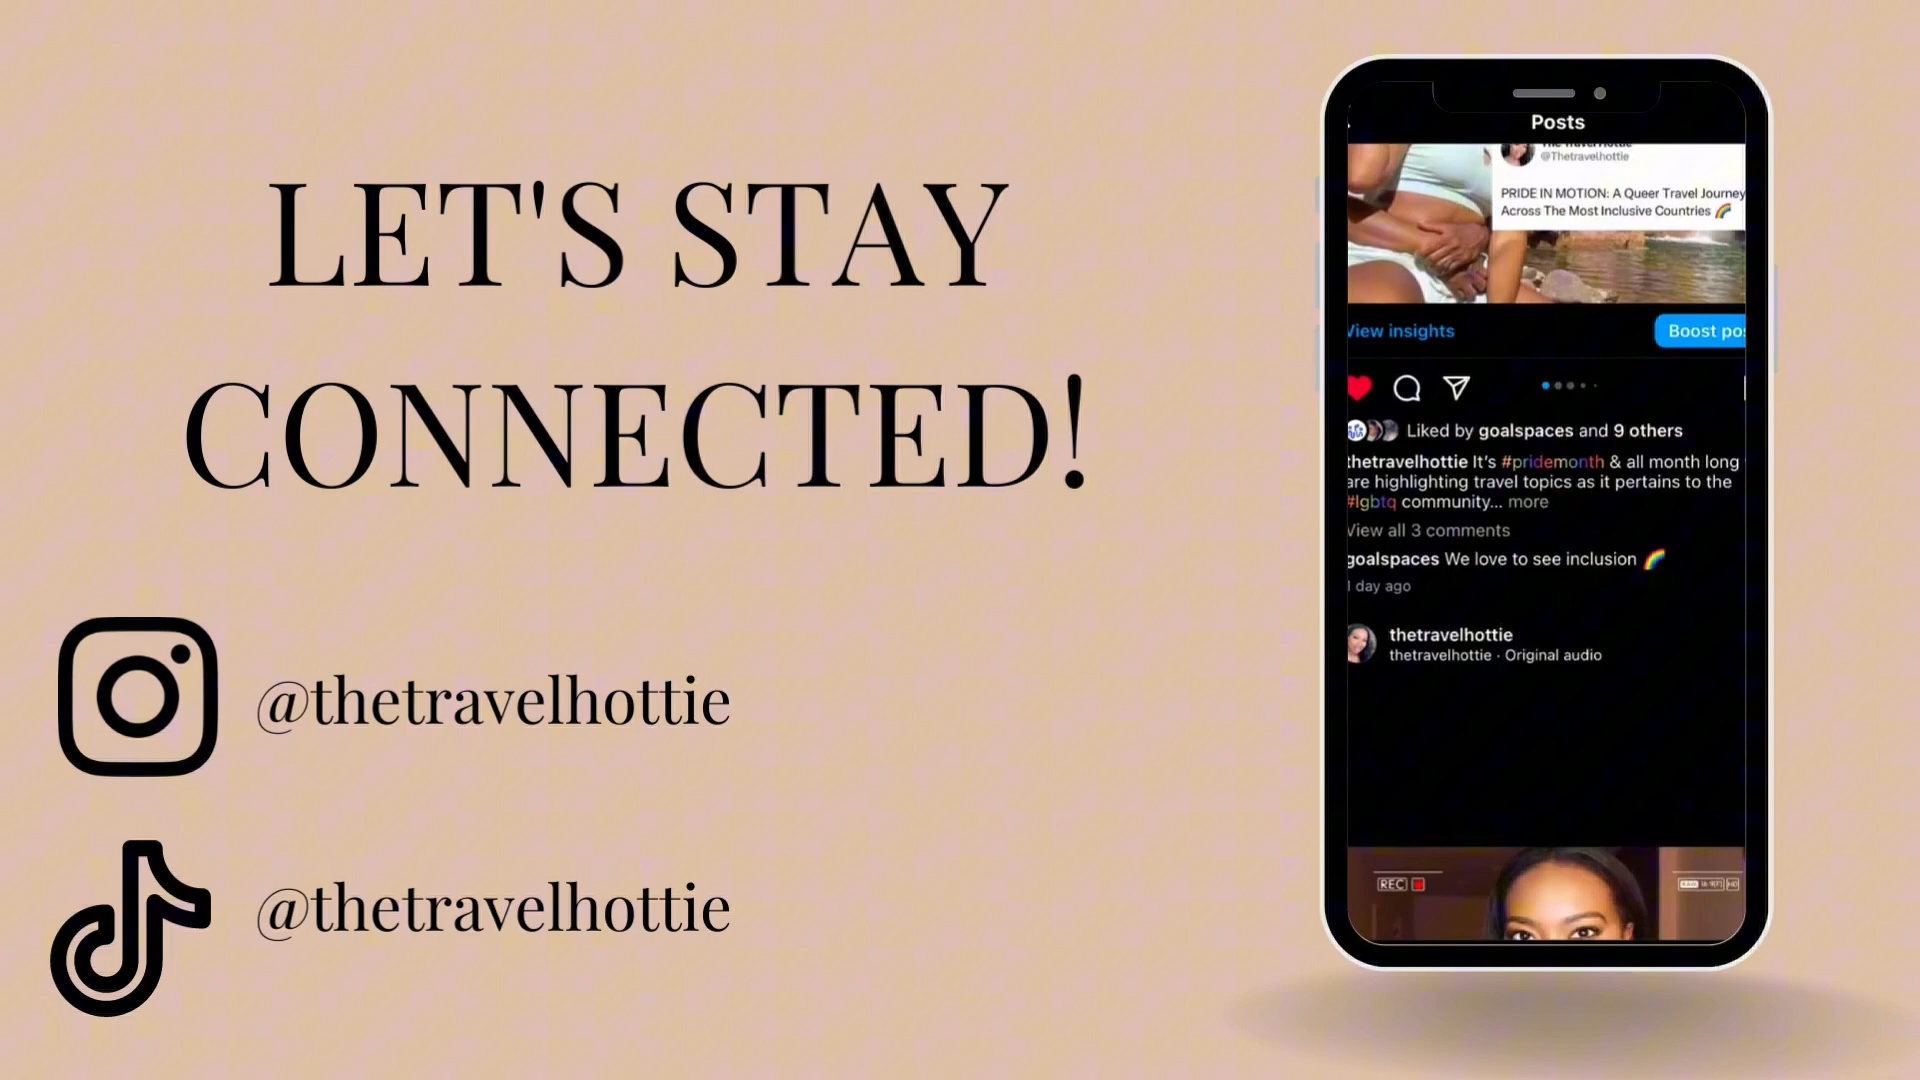 LET'S STAY
CONNECTED!
@thetravelhottie
@thetravelhottie
Posts
@Thetravelhottie
PRIDE IN MOTION: A Queer Travel Journey
Across The Most Inclusive Countries 🌈
View insights
Boost pos
Liked by goalspaces and 9 others
thetravelhottie It's #pridemonth & all month long
are highlighting travel topics as it pertains to the
#lgbtq community... more
View all 3 comments
goalspaces We love to see inclusion 🌈
1 day ago
thetravelhottie
thetravelhottie · Original audio
REC